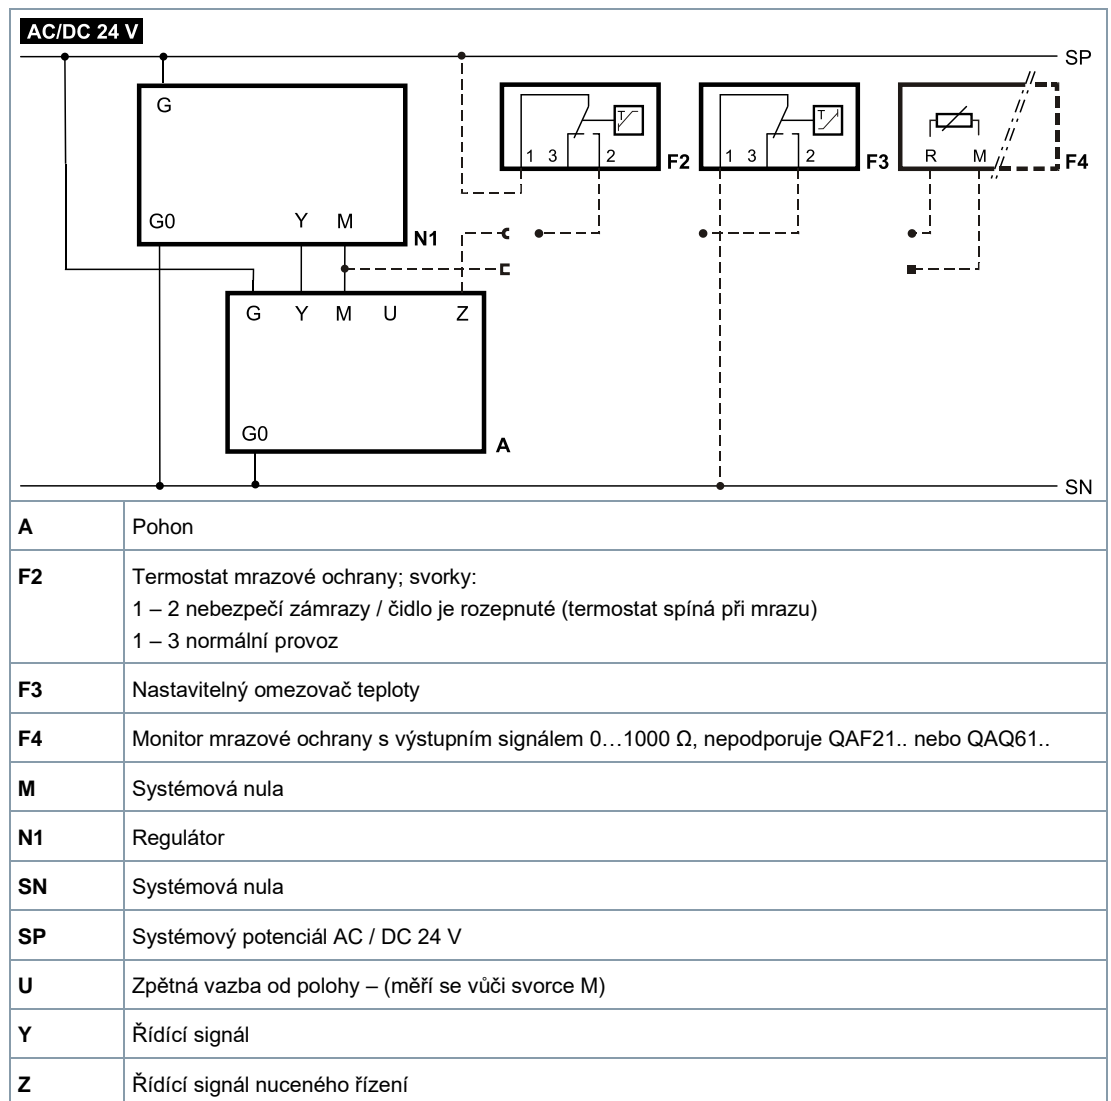 AC/DC 24 V
SP
G
G0 Y M
N1
1 3 2
F2
1 3 2
F3
R M
F4
T
T
G Y M U Z
G0
A
SN
A Pohon
F2 Termostat mrazové ochrany; svorky:
1 – 2 nebezpečí zámrazy / čidlo je rozepnuté (termostat spíná při mrazu)
1 – 3 normální provoz
F3 Nastavitelný omezovač teploty
F4 Monitor mrazové ochrany s výstupním signálem 0…1000 Ω, nepodporuje QAF21.. nebo QAQ61..
M Systémová nula
N1 Regulátor
SN Systémová nula
SP Systémový potenciál AC / DC 24 V
U Zpětná vazba od polohy – (měří se vůči svorce M)
Y Řídící signál
Z Řídící signál nuceného řízení